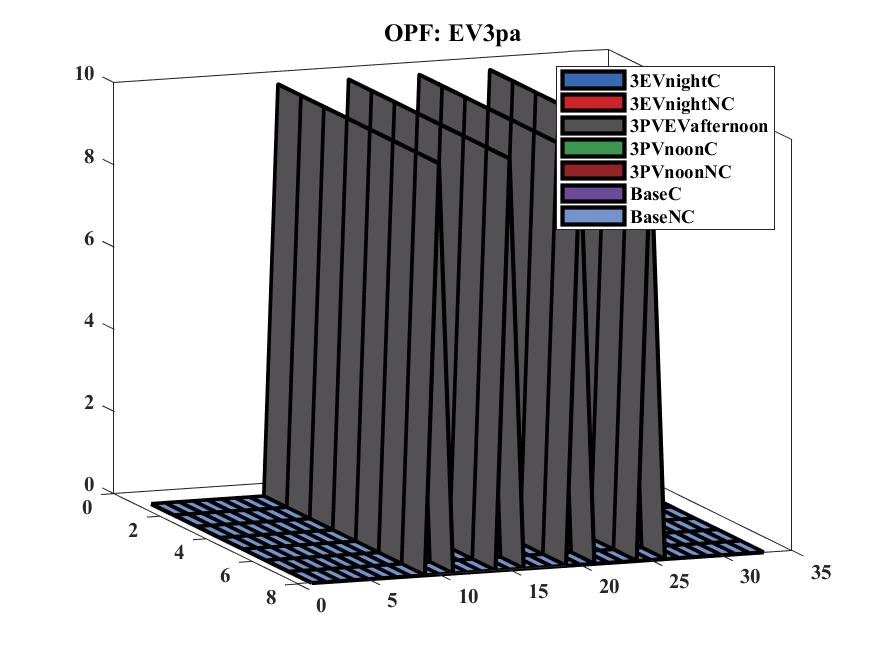 OPF: EV3pa
10
8
6
4
2
0
3EVnightC
3EVnightNC
3PVEVafternoon
3PVnoonC
3PVnoonNC
BaseC
BaseNC
0
2
4
6
8
0
5
10
15
20
25
30
35